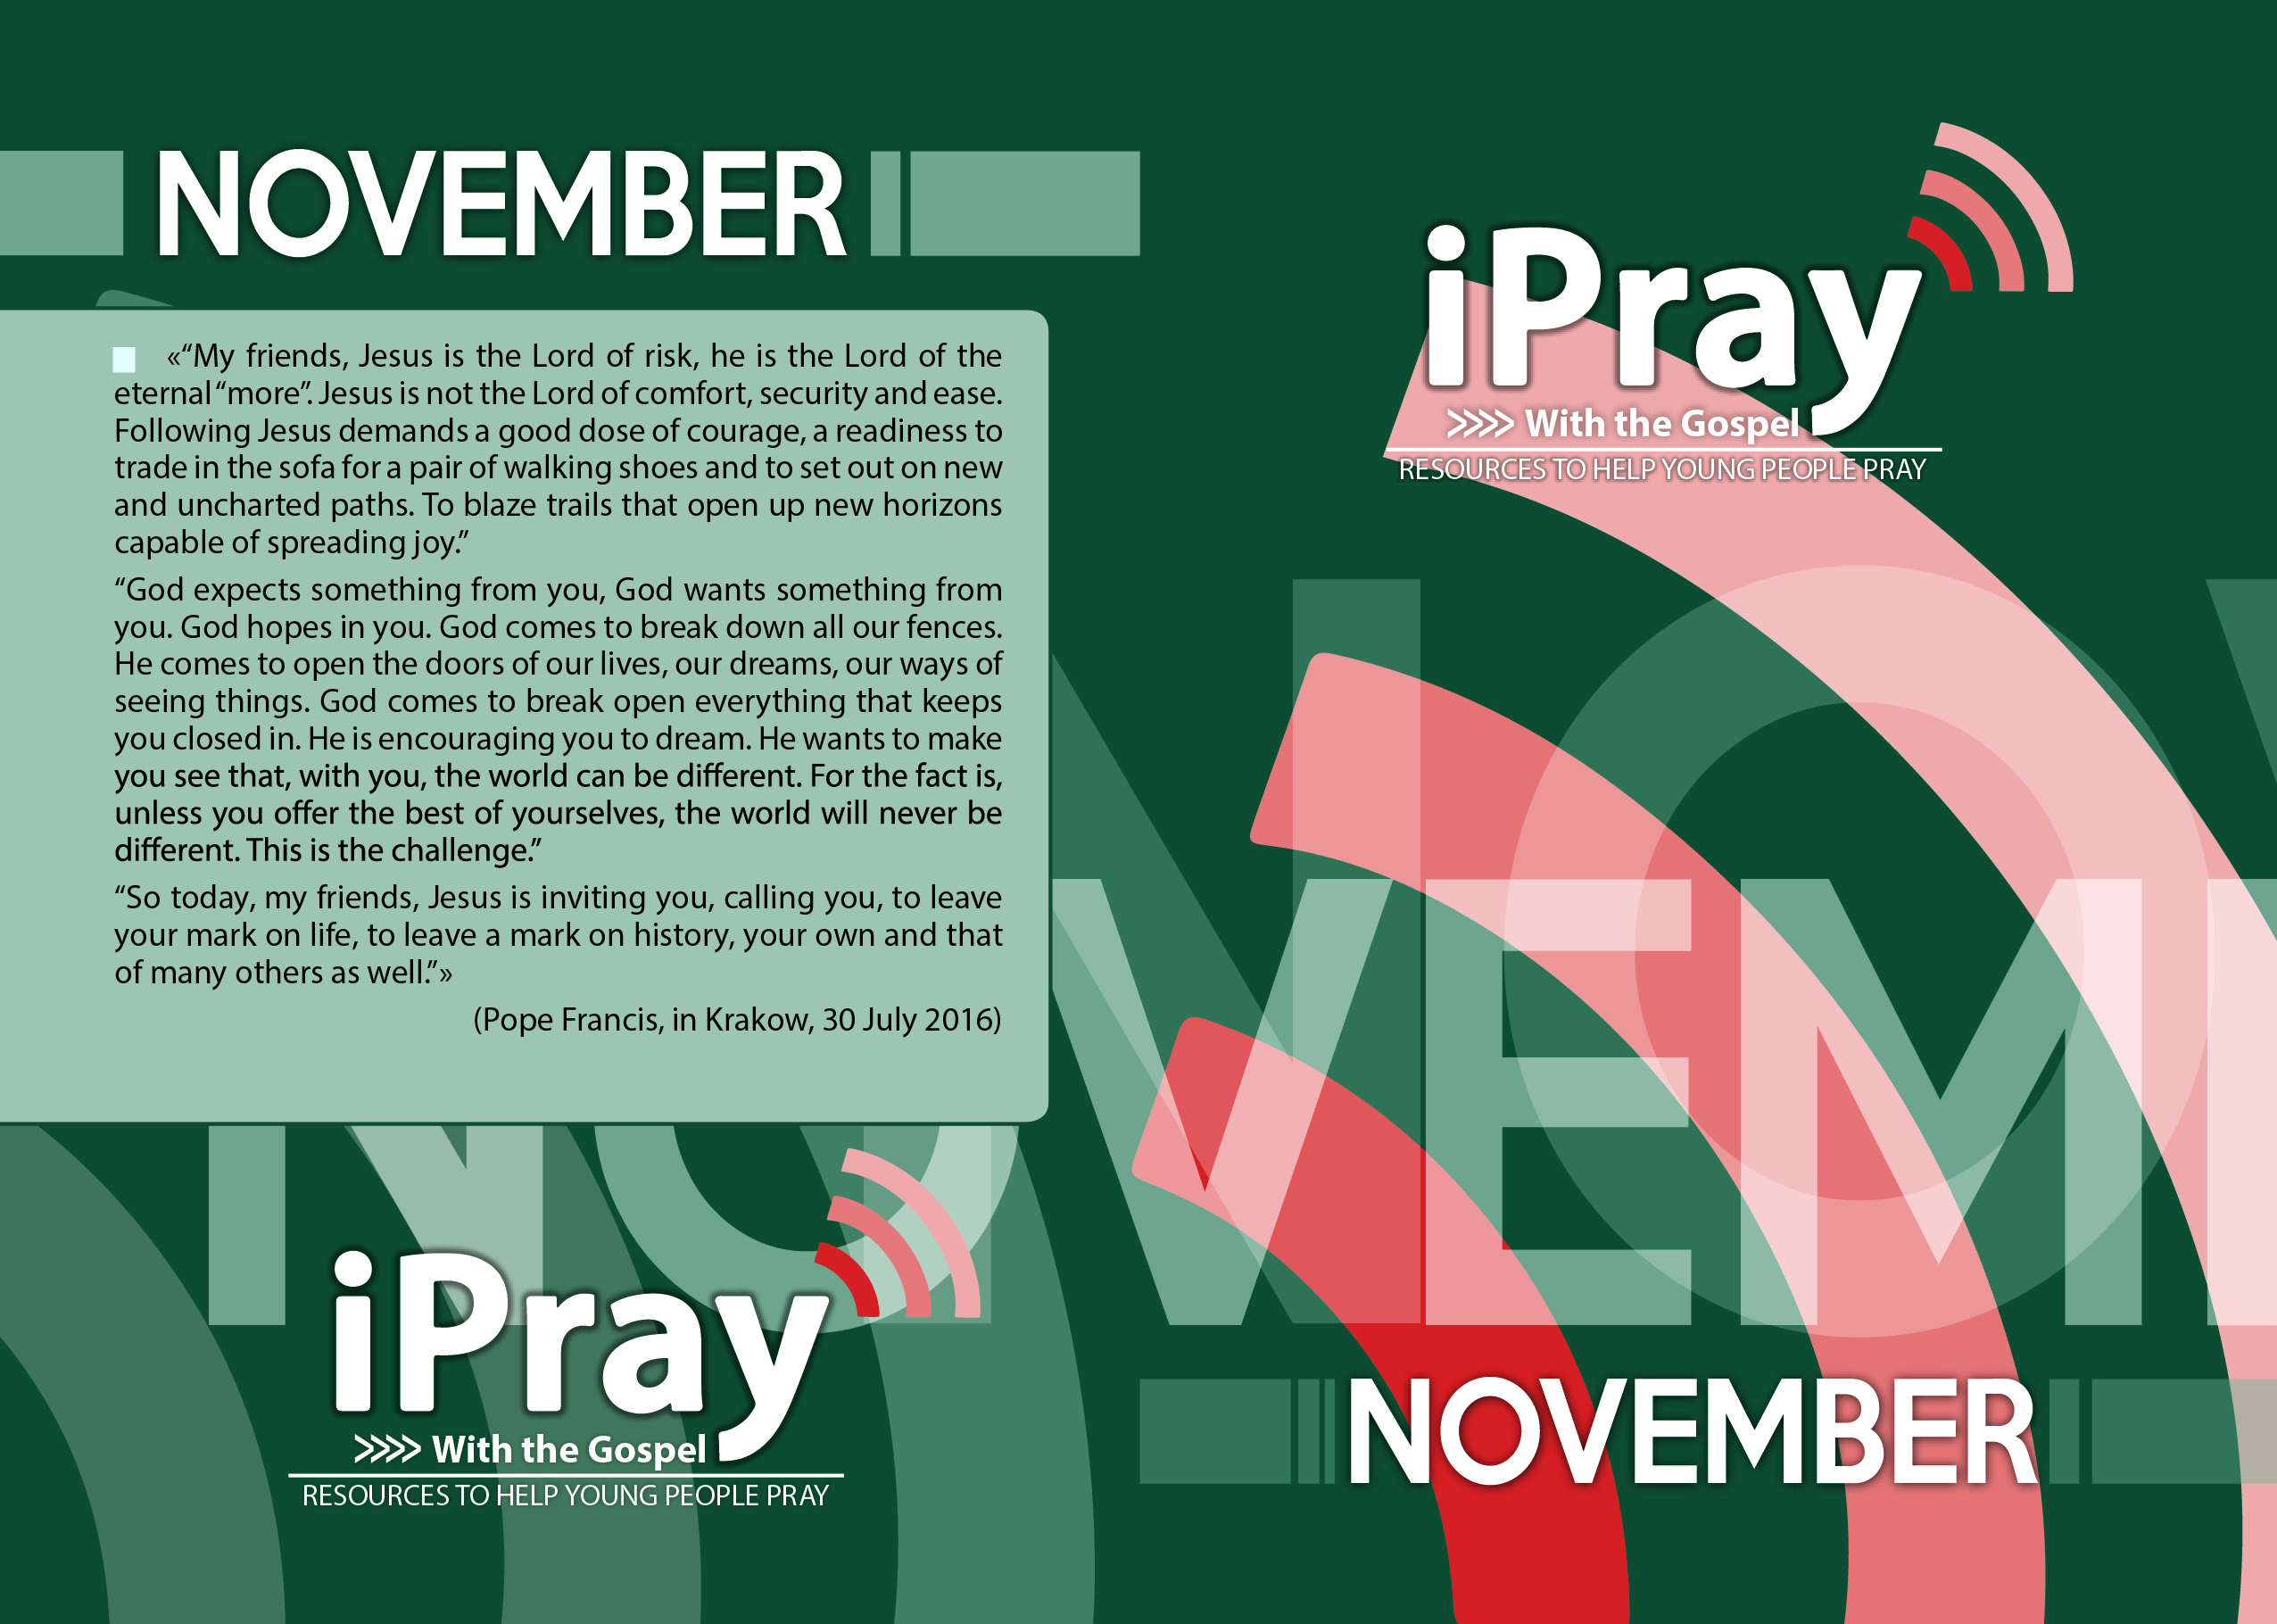 NOVEMBER
«“My friends, Jesus is the Lord of risk, he is the Lord of the
eternal “more”. Jesus is not the Lord of comfort, security and ease.
Following Jesus demands a good dose of courage, a readiness to
trade in the sofa for a pair of walking shoes and to set out on new
and uncharted paths. To blaze trails that open up new horizons
capable of spreading joy.”
“God expects something from you, God wants something from
you. God hopes in you. God comes to break down all our fences.
He comes to open the doors of our lives, our dreams, our ways of
seeing things. God comes to break open everything that keeps
you closed in. He is encouraging you to dream. He wants to make
you see that, with you, the world can be different. For the fact is,
unless you offer the best of yourselves, the world will never be
different. This is the challenge.”
“So today, my friends, Jesus is inviting you, calling you, to leave
your mark on life, to leave a mark on history, your own and that
of many others as well.”»
(Pope Francis, in Krakow, 30 July 2016)
iPray
>>>> With the Gospel
RESOURCES TO HELP YOUNG PEOPLE PRAY
iPray
>>>> With the Gospel
RESOURCES TO HELP YOUNG PEOPLE PRAY
NOVEMBER